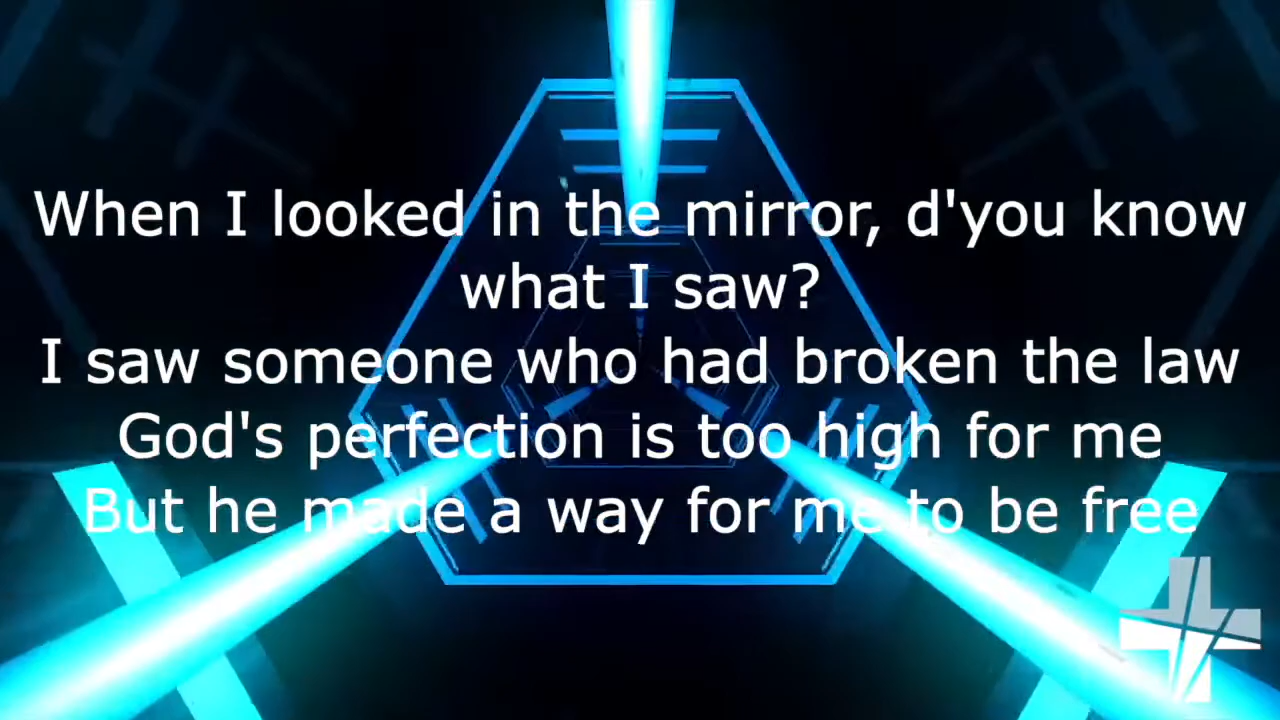 When I looked in the mirror, d'you know
what I saw?
I saw someone who had broken the law
God's perfection is too high for me
But he made a way for me to be free